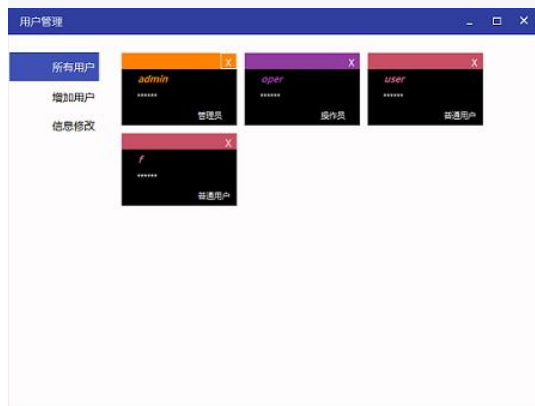 用户管理
所有用户
增加用户
信息修改
X
admin
******
管理员
X
oper
******
操作员
X
user
******
普通用户
X
f
******
普通用户